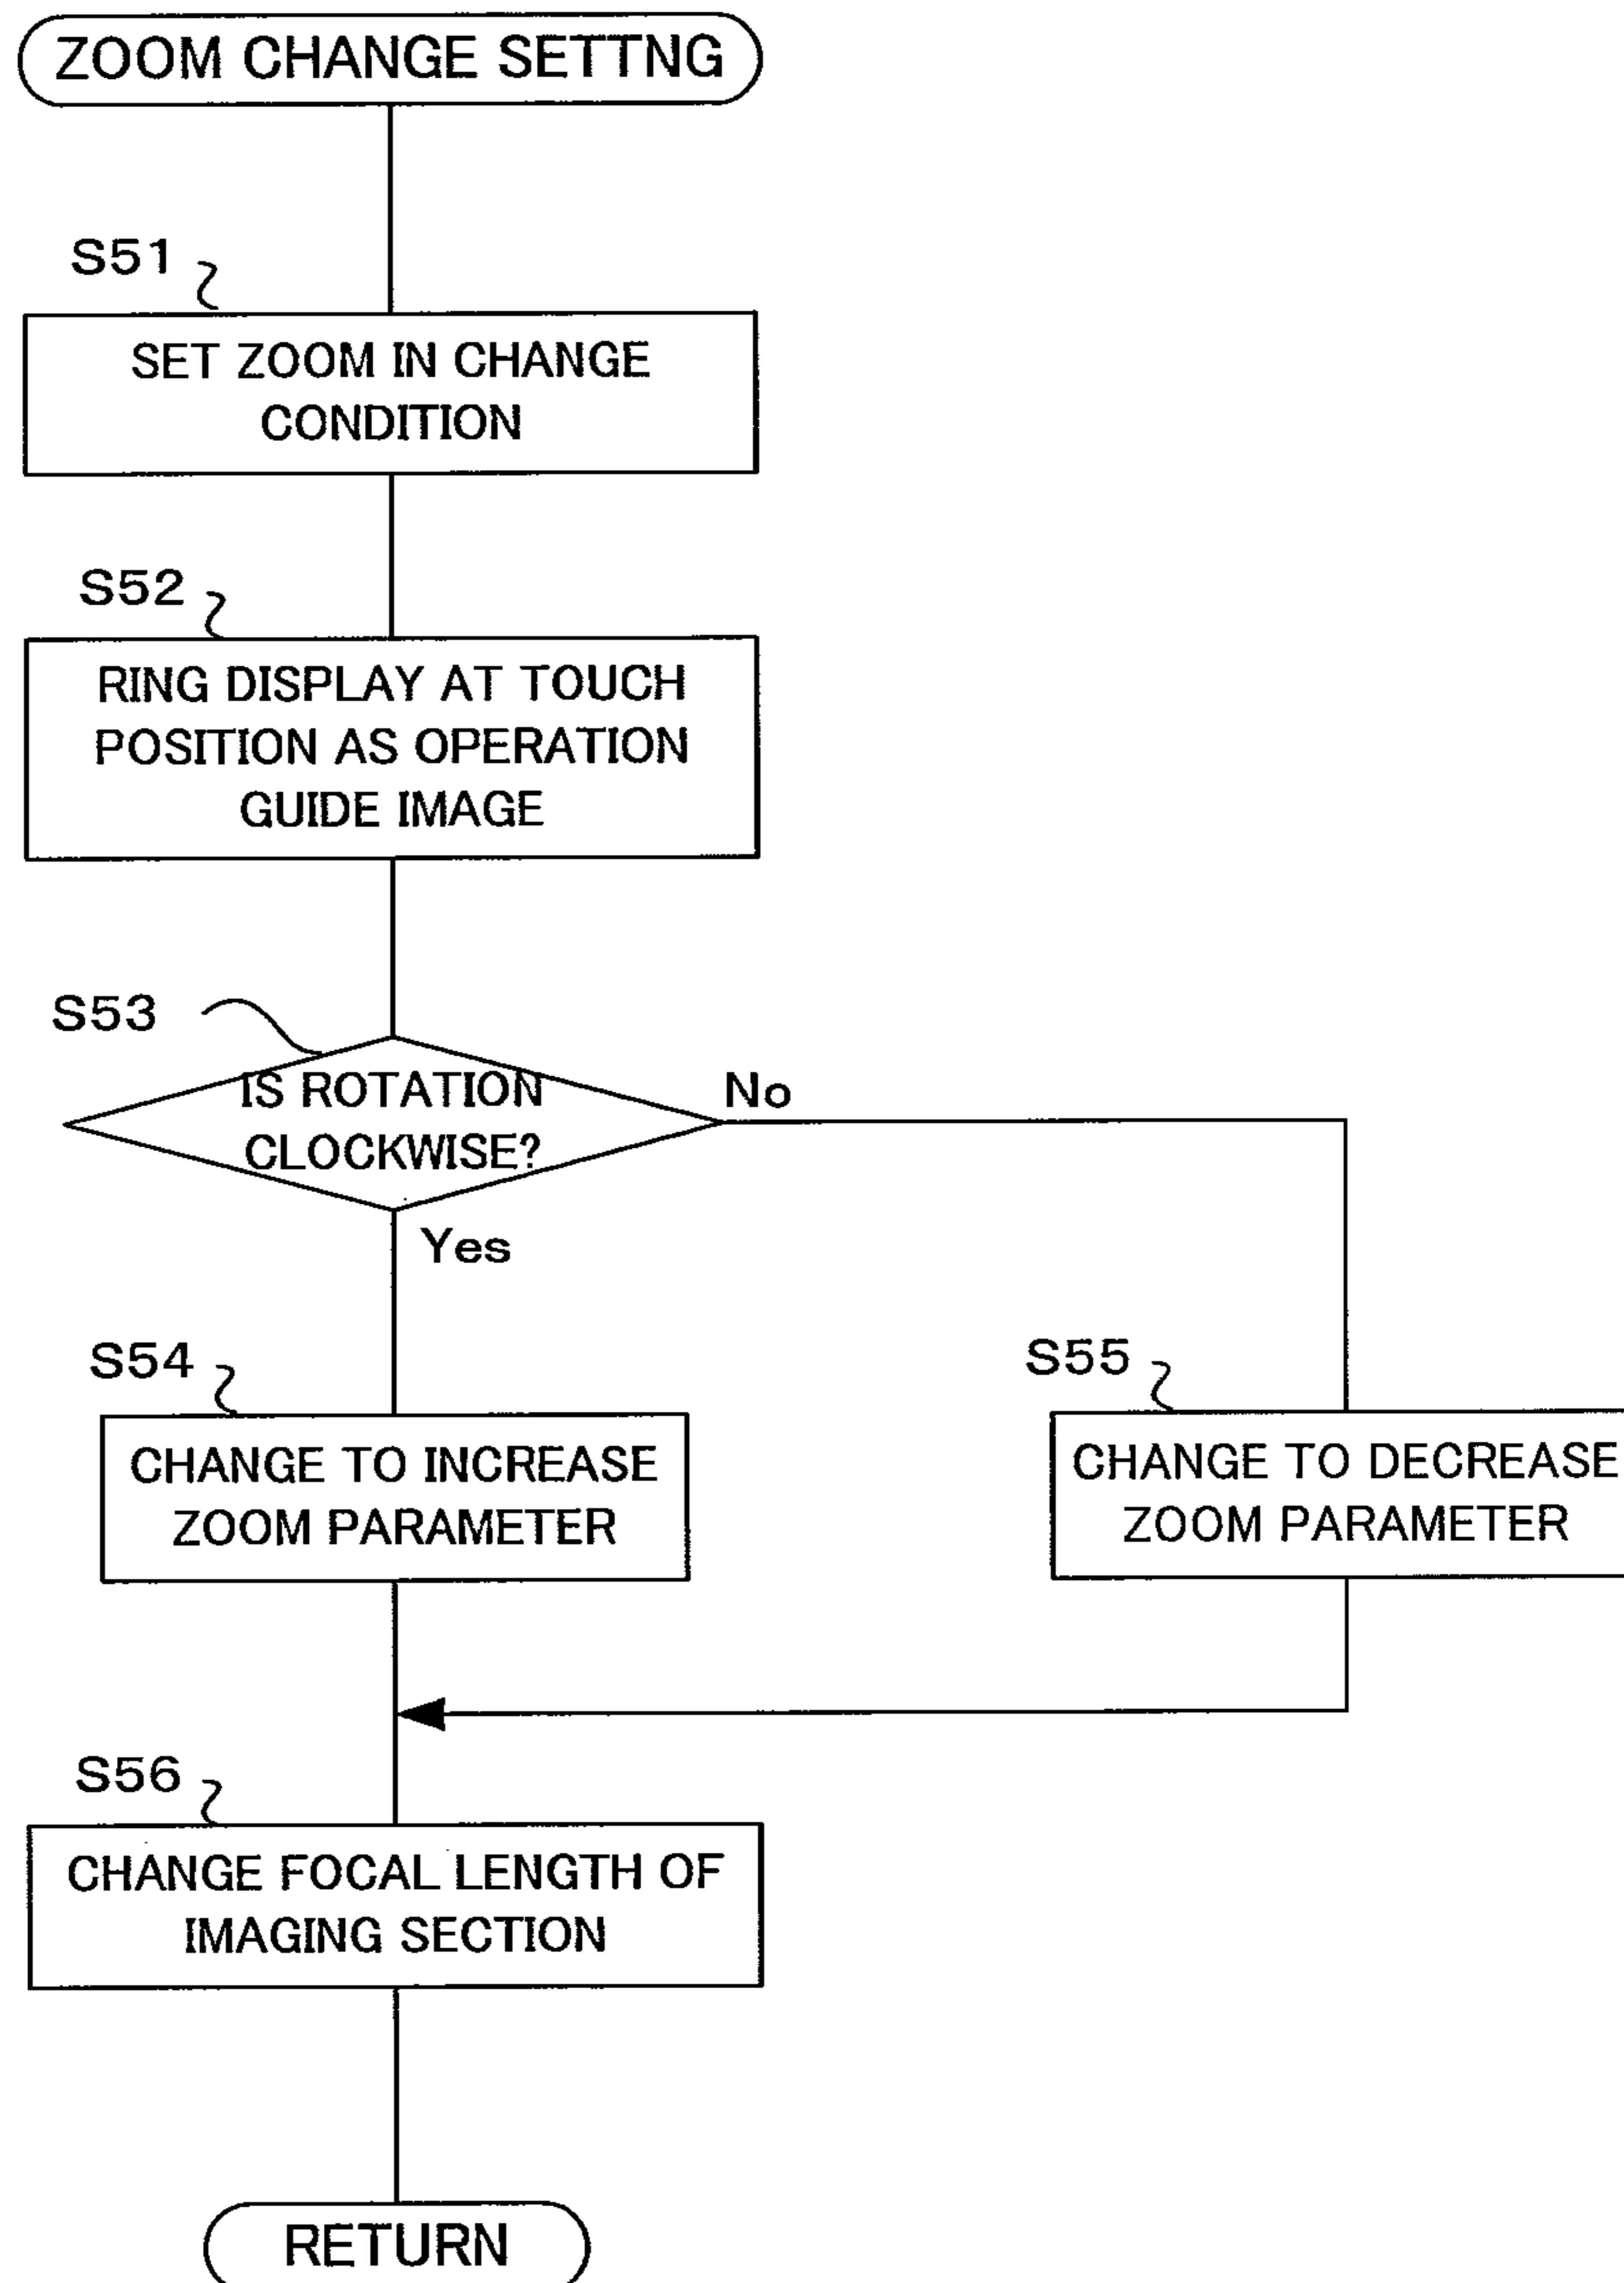 ZOOM CHANGE SETTNG
S51
SET ZOOM IN CHANGE
CONDITION
S52
RING DISPLAY AT TOUCH
POSITION AS OPERATION
GUIDE IMAGE
S53
IS ROTATION
CLOCKWISE?
No
Yes
S54
CHANGE TO INCREASE
ZOOM PARAMETER
S55
CHANGE TO DECREASE
ZOOM PARAMETER
S56
CHANGE FOCAL LENGTH OF
IMAGING SECTION
RETURN